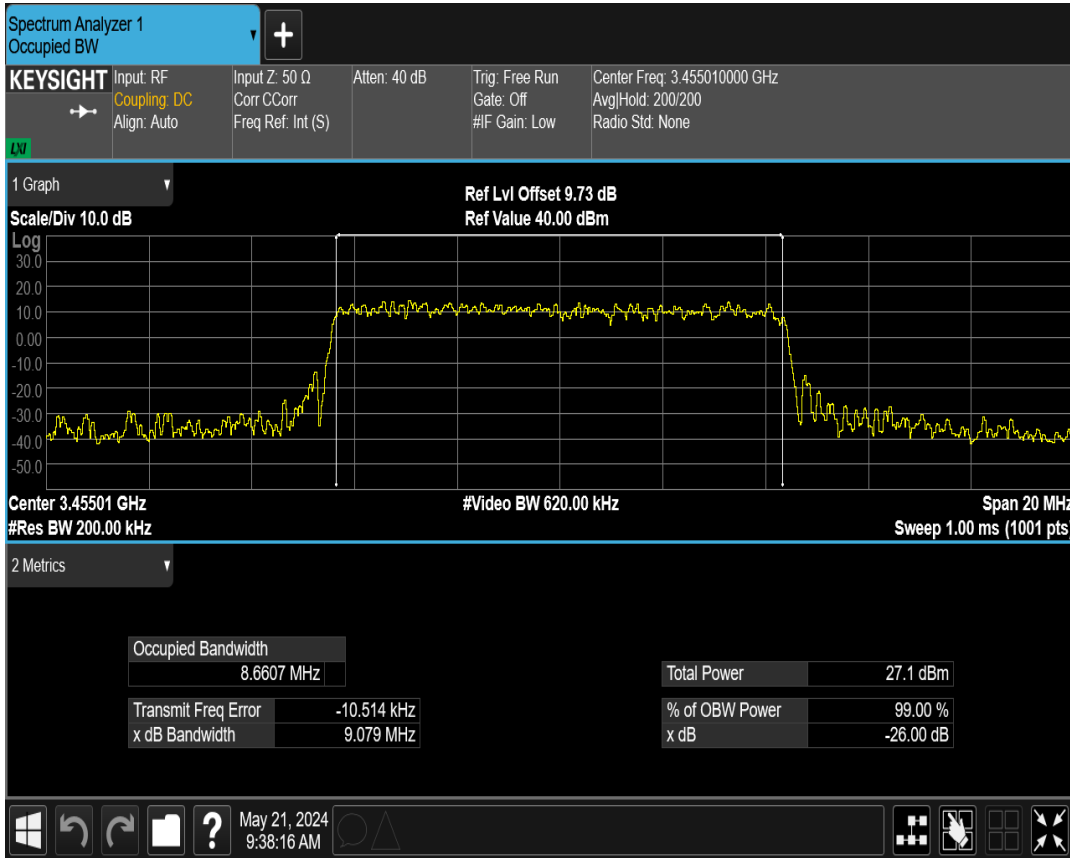 Spectrum Analyzer 1
Occupied BW
+
KEYSIGHT
LXI
Input: RF
Coupling: DC
Align: Auto
Input Z: 50 Ω
Corr CCorr
Freq Ref: Int (S)
Atten: 40 dB
Trig: Free Run
Gate: Off
#IF Gain: Low
Center Freq: 3.455010000 GHz
Avg|Hold: 200/200
Radio Std: None
1 Graph
Scale/Div 10.0 dB
Ref Lvl Offset 9.73 dB
Ref Value 40.00 dBm
Log
30.0
20.0
10.0
0.00
-10.0
-20.0
-30.0
-40.0
-50.0
Center 3.45501 GHz
#Video BW 620.00 kHz
Span 20 MHz
#Res BW 200.00 kHz
Sweep 1.00 ms (1001 pts)
2 Metrics
Occupied Bandwidth
8.6607 MHz
Total Power 27.1 dBm
Transmit Freq Error -10.514 kHz
% of OBW Power 99.00 %
x dB Bandwidth 9.079 MHz
x dB -26.00 dB
?
May 21, 2024
9:38:16 AM